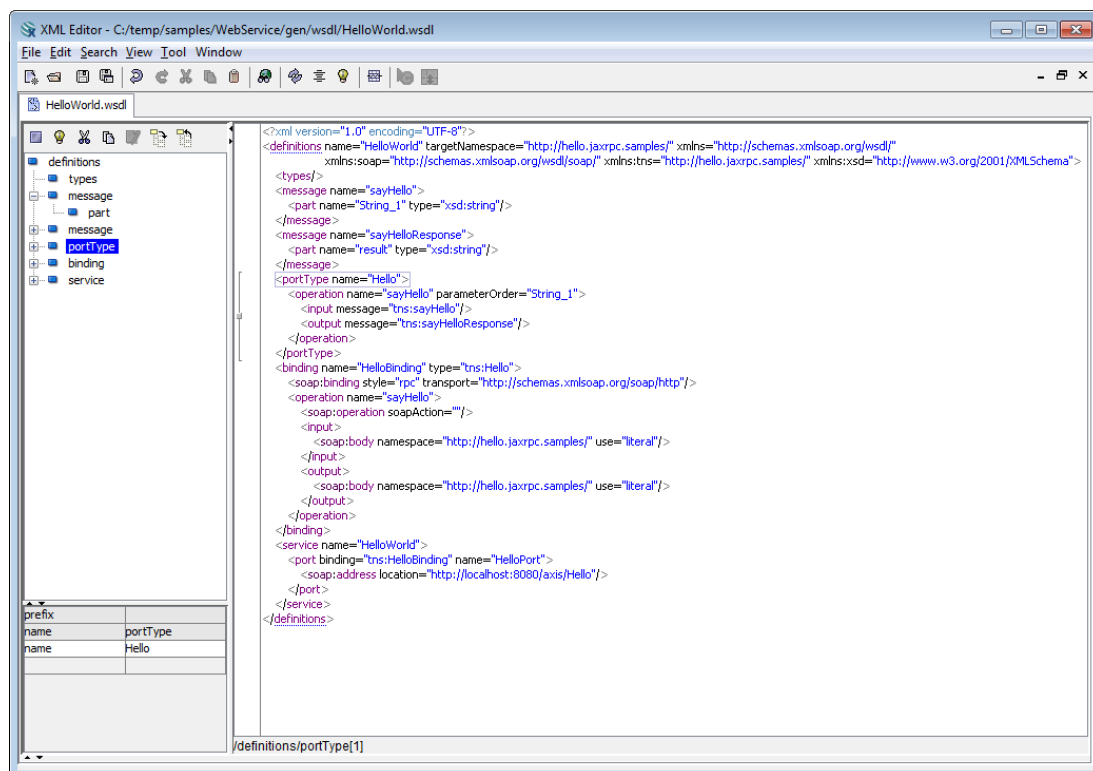 XML Editor - C:/temp/samples/WebService/gen/wsdl/HelloWorld.wsdl
File Edit Search View Tool Window
HelloWorld.wsdl
definitions
types
message
part
message
portType
binding
service
prefix
name portType
name Hello
<?xml version="1.0" encoding="UTF-8"?>
<definitions name="HelloWorld" targetNamespace="http://hello.jaxrpc.samples/" xmlns="http://schemas.xmlsoap.org/wsdl/"
xmlns:soap="http://schemas.xmlsoap.org/wsdl/soap/" xmlns:tns="http://hello.jaxrpc.samples/" xmlns:xsd="http://www.w3.org/2001/XMLSchema">
<types/>
<message name="sayHello">
<part name="String_1" type="xsd:string"/>
</message>
<message name="sayHelloResponse">
<part name="result" type="xsd:string"/>
</message>
<portType name="Hello">
<operation name="sayHello" parameterOrder="String_1">
<input message="tns:sayHello"/>
<output message="tns:sayHelloResponse"/>
</operation>
</portType>
<binding name="HelloBinding" type="tns:Hello">
<soap:binding style="rpc" transport="http://schemas.xmlsoap.org/soap/http"/>
<operation name="sayHello">
<soap:operation soapAction=""/>
<input>
<soap:body namespace="http://hello.jaxrpc.samples/" use="literal"/>
</input>
<output>
<soap:body namespace="http://hello.jaxrpc.samples/" use="literal"/>
</output>
</operation>
</binding>
<service name="HelloWorld">
<port binding="tns:HelloBinding" name="HelloPort">
<soap:address location="http://localhost:8080/axis/Hello"/>
</port>
</service>
</definitions>
/definitions/portType[1]